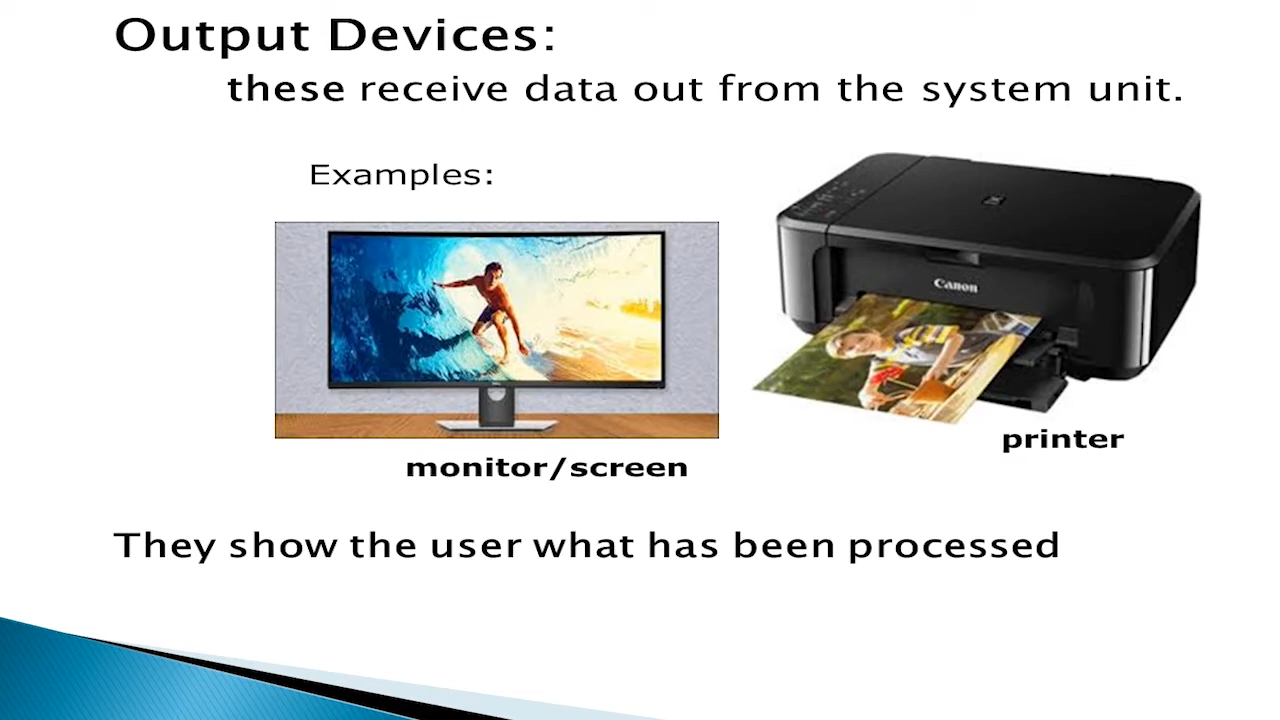 Output Devices:
these receive data out from the system unit.
Examples:
Canon
monitor/screen
printer
They show the user what has been processed